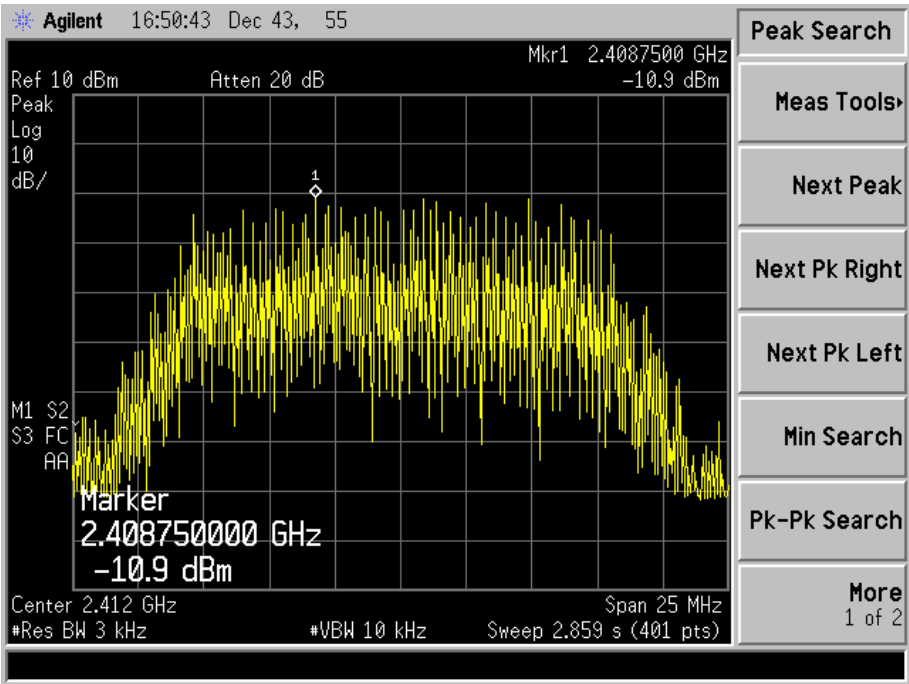 Agilent 16:50:43 Dec 43, 55
Peak Search
Mkr1 2.4087500 GHz
Ref 10 dBm Atten 20 dB -10.9 dBm
Peak
Log
10
dB/
1
Meas Tools▸
Next Peak
Next Pk Right
Next Pk Left
M1 S2
S3 FC
AA
Min Search
Marker
2.408750000 GHz
-10.9 dBm
Pk-Pk Search
Center 2.412 GHz Span 25 MHz
#Res BW 3 kHz #VBW 10 kHz Sweep 2.859 s (401 pts)
More
1 of 2